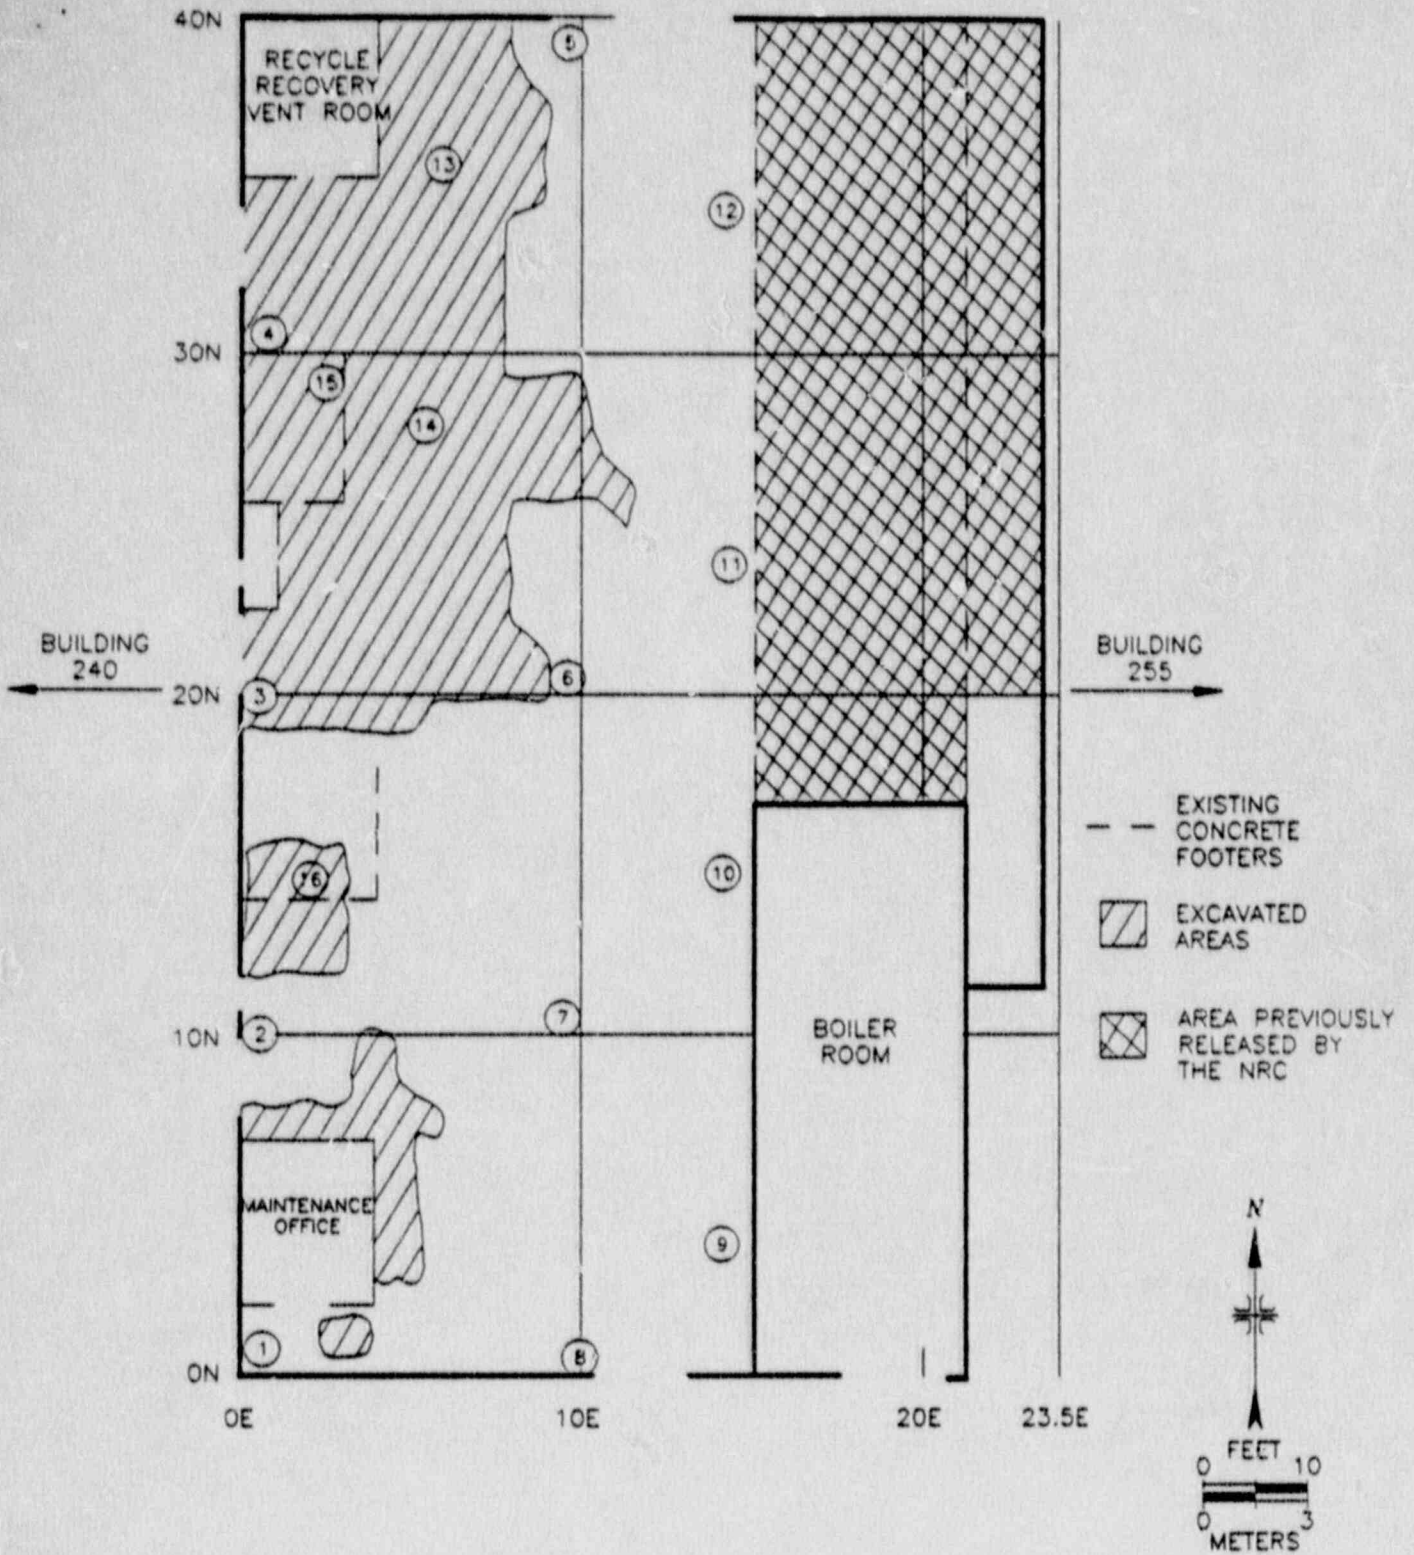 40N
5
RECYCLE
RECOVERY
VENT ROOM
13
12
4
30N
15
14
11
BUILDING
240
BUILDING
255
6
20N
3
EXISTING
CONCRETE
FOOTERS
16
10
EXCAVATED
AREAS
7
10N
2
BOILER
ROOM
AREA PREVIOUSLY
RELEASED BY
THE NRC
MAINTENANCE
OFFICE
9
N
1
8
0N
0E
10E
20E
23.5E
FEET
0 10
0 3
METERS